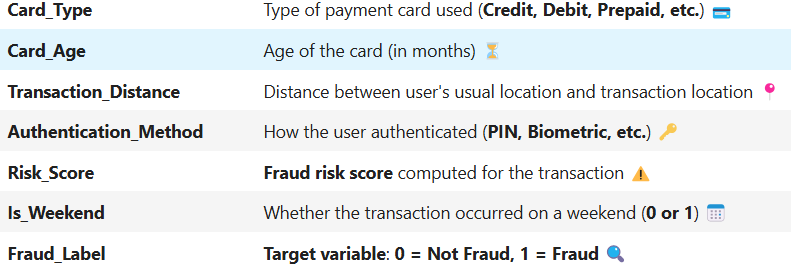 Card_Type Type of payment card used (Credit, Debit, Prepaid, etc.) 💳
Card_Age Age of the card (in months) ⏳
Transaction_Distance Distance between user's usual location and transaction location 📍
Authentication_Method How the user authenticated (PIN, Biometric, etc.) 🔑
Risk_Score Fraud risk score computed for the transaction ⚠️
Is_Weekend Whether the transaction occurred on a weekend (0 or 1) 📅
Fraud_Label Target variable: 0 = Not Fraud, 1 = Fraud 🔍